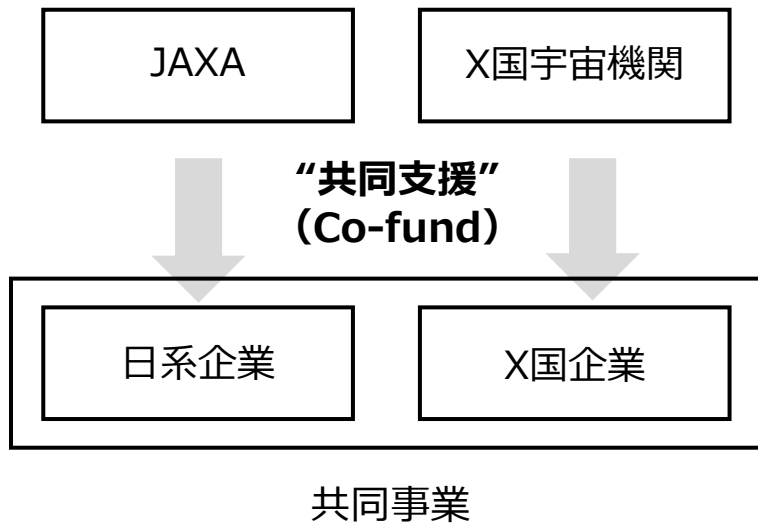 JAXA
X国宇宙機関
“共同支援”
（Co-fund）
日系企業
X国企業
共同事業